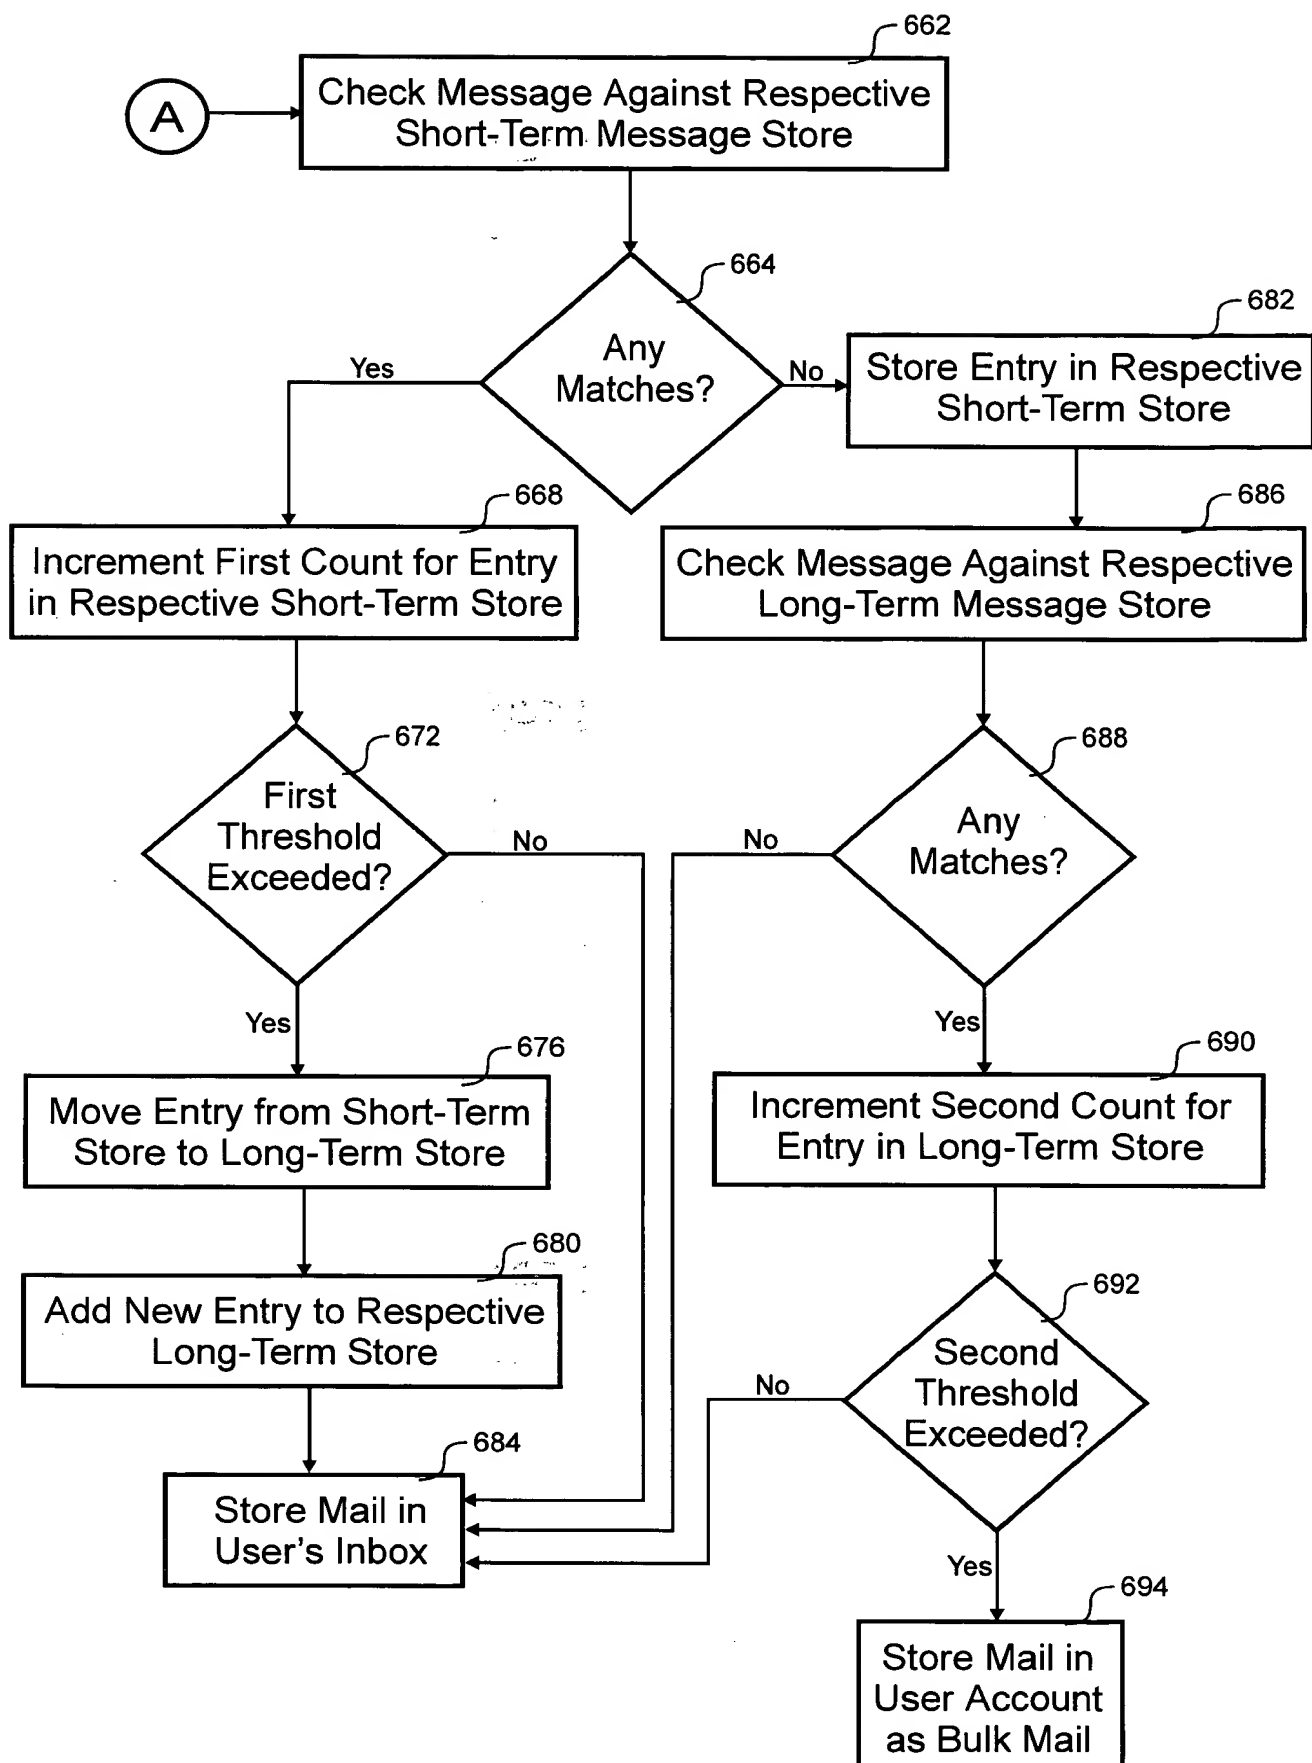 662
A
Check Message Against Respective
Short-Term Message Store
664
Any
Matches?
Yes
No
682
Store Entry in Respective
Short-Term Store
668
Increment First Count for Entry
in Respective Short-Term Store
686
Check Message Against Respective
Long-Term Message Store
672
First
Threshold
Exceeded?
No
Yes
688
Any
Matches?
No
Yes
676
Move Entry from Short-Term
Store to Long-Term Store
690
Increment Second Count for
Entry in Long-Term Store
680
Add New Entry to Respective
Long-Term Store
692
Second
Threshold
Exceeded?
No
Yes
684
Store Mail in
User's Inbox
694
Store Mail in
User Account
as Bulk Mail